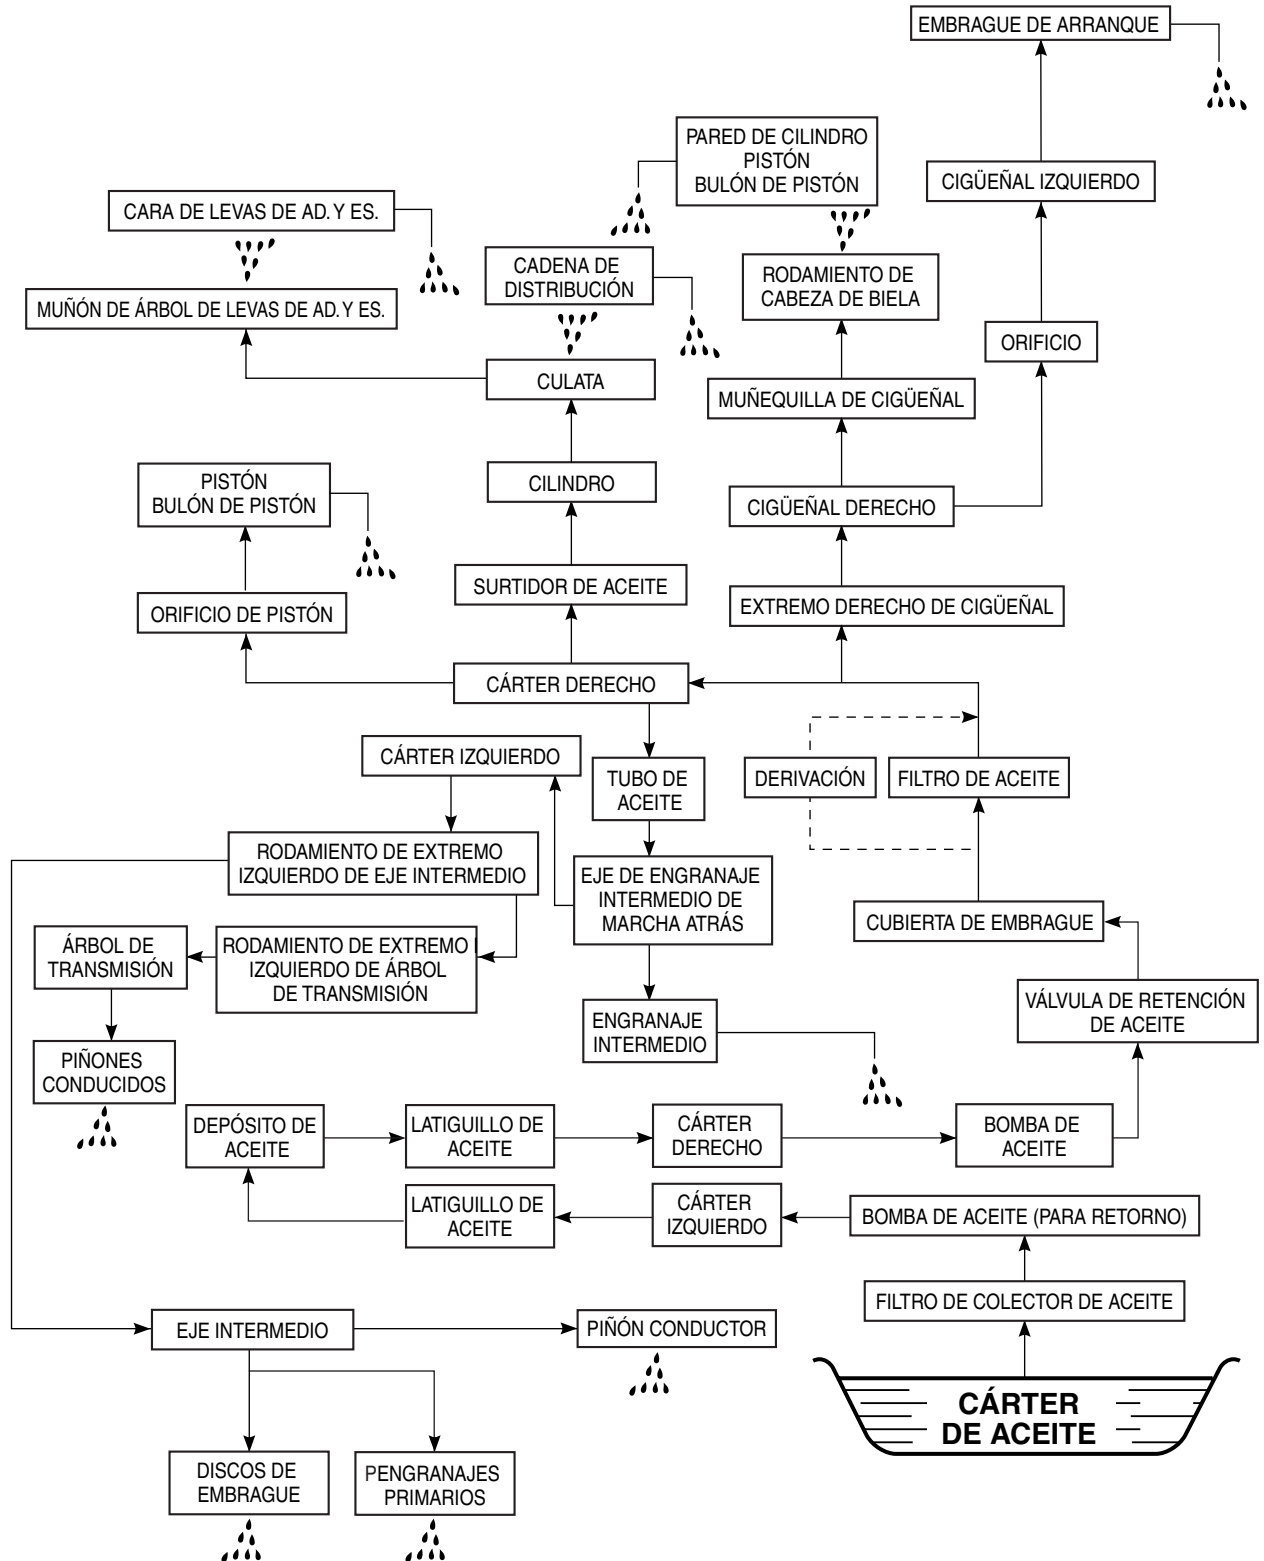 EMBRAGUE DE ARRANQUE
PARED DE CILINDRO
PISTÓN
BULÓN DE PISTÓN
CIGÜEÑAL IZQUIERDO
CARA DE LEVAS DE AD. Y ES.
CADENA DE
DISTRIBUCIÓN
RODAMIENTO DE
CABEZA DE BIELA
MUÑÓN DE ÁRBOL DE LEVAS DE AD. Y ES.
ORIFICIO
CULATA
MUÑEQUILLA DE CIGÜEÑAL
PISTÓN
BULÓN DE PISTÓN
CILINDRO
CIGÜEÑAL DERECHO
SURTIDOR DE ACEITE
EXTREMO DERECHO DE CIGÜEÑAL
ORIFICIO DE PISTÓN
CÁRTER DERECHO
CÁRTER IZQUIERDO
TUBO DE
ACEITE
DERIVACIÓN
FILTRO DE ACEITE
RODAMIENTO DE EXTREMO
IZQUIERDO DE EJE INTERMEDIO
EJE DE ENGRANAJE
INTERMEDIO DE
MARCHA ATRÁS
CUBIERTA DE EMBRAGUE
ÁRBOL DE
TRANSMISIÓN
RODAMIENTO DE EXTREMO
IZQUIERDO DE ÁRBOL
DE TRANSMISIÓN
VÁLVULA DE RETENCIÓN
DE ACEITE
ENGRANAJE
INTERMEDIO
PIÑONES
CONDUCIDOS
DEPÓSITO DE
ACEITE
LATIGUILLO DE
ACEITE
CÁRTER
DERECHO
BOMBA DE
ACEITE
LATIGUILLO DE
ACEITE
CÁRTER
IZQUIERDO
BOMBA DE ACEITE (PARA RETORNO)
FILTRO DE COLECTOR DE ACEITE
EJE INTERMEDIO
PIÑÓN CONDUCTOR
CÁRTER
DE ACEITE
DISCOS DE
EMBRAGUE
PENGRANAJES
PRIMARIOS